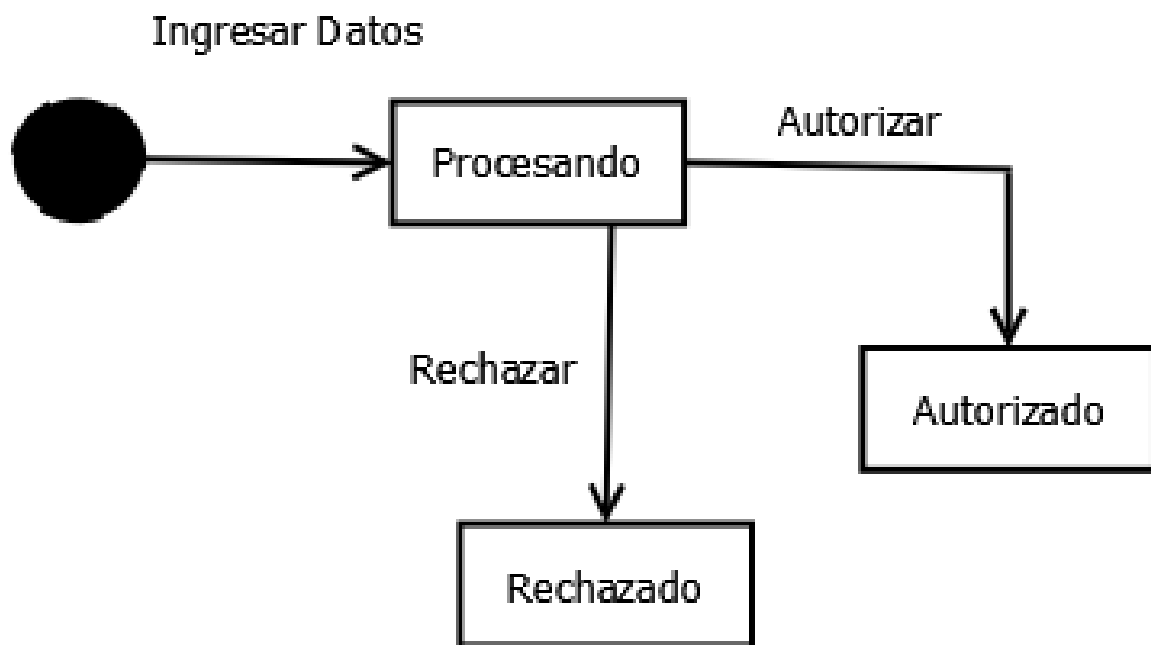 Ingresar Datos
Procesando
Autorizar
Rechazar
Autorizado
Rechazado